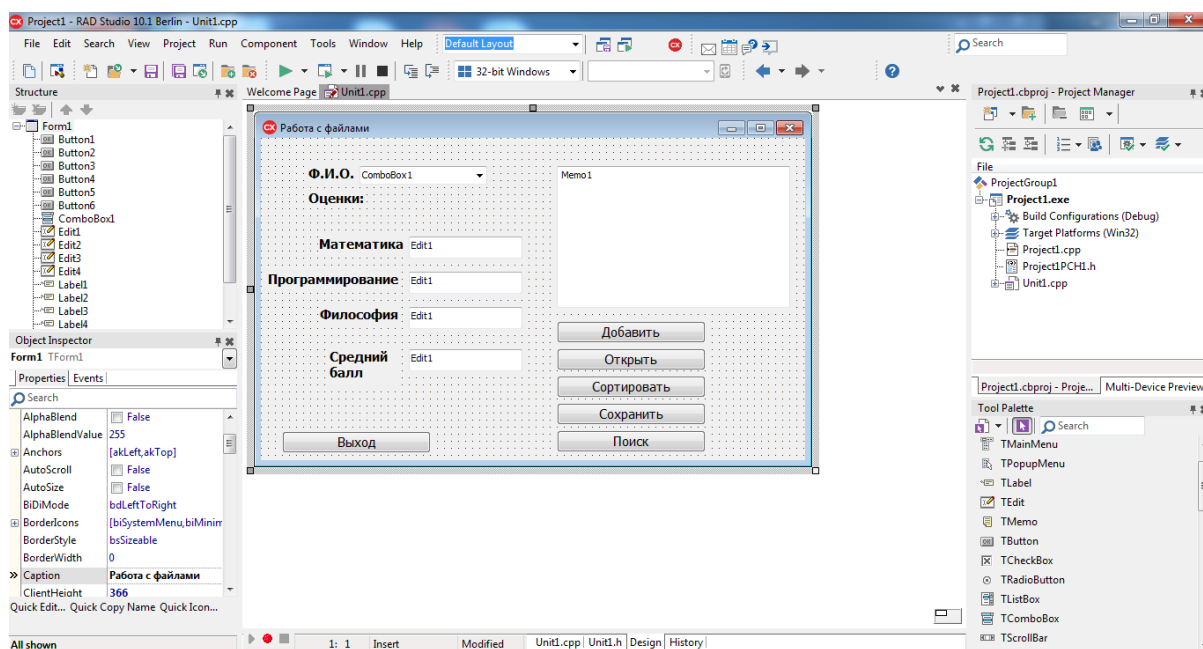 Project1 - RAD Studio 10.1 Berlin - Unit1.cpp
File Edit Search View Project Run Component Tools Window Help Default Layout Search
32-bit Windows
Structure
Welcome Page Unit1.cpp
Project1.cbproj - Project Manager
Form1
Button1
Button2
Button3
Button4
Button5
Button6
ComboBox1
Edit1
Edit2
Edit3
Edit4
Label1
Label2
Label3
Label4
Object Inspector
Form1 TForm1
Properties Events
Search
AlphaBlend False
AlphaBlendValue 255
Anchors [akLeft,akTop]
AutoScroll False
AutoSize False
BiDiMode bdLeftToRight
BorderIcons [biSystemMenu,biMinim
BorderStyle bsSizeable
BorderWidth 0
Caption Работа с файлами
ClientHeight 366
Quick Edit... Quick Copy Name Quick Icon...
All shown
Работа с файлами
Ф.И.О. ComboBox1
Memo1
Оценки:
Математика Edit1
Программирование Edit1
Философия Edit1
Средний Edit1
балл
Добавить
Открыть
Сортировать
Сохранить
Поиск
Выход
1: 1 Insert Modified Unit1.cpp Unit1.h Design History
File
ProjectGroup1
Project1.exe
Build Configurations (Debug)
Target Platforms (Win32)
Project1.cpp
Project1PCH1.h
Unit1.cpp
Project1.cbproj - Proje... Multi-Device Preview
Tool Palette
Search
TMainMenu
TPopupMenu
TLabel
TEdit
TMemo
TButton
TCheckBox
TRadioButton
TListBox
TComboBox
TScrollBar